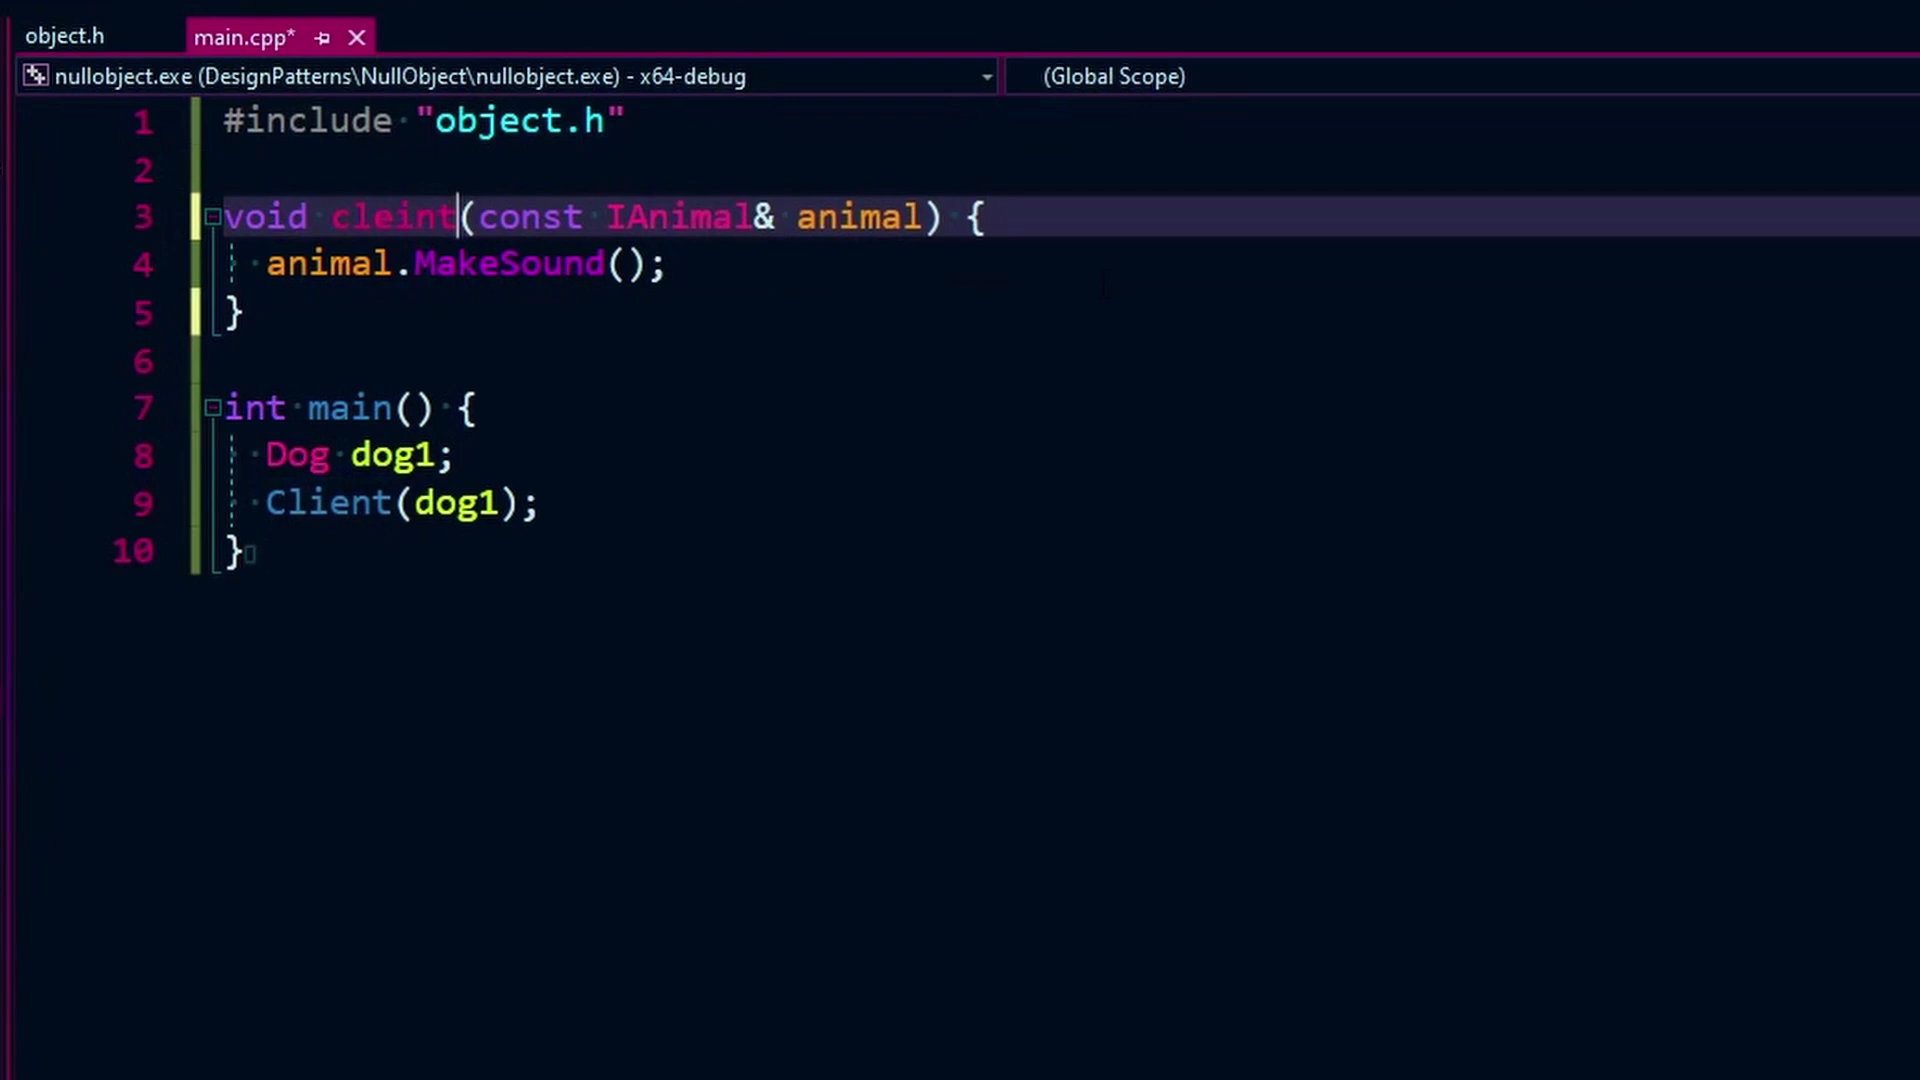 object.h
main.cpp*
nullobject.exe (DesignPatterns\NullObject\nullobject.exe) - x64-debug
(Global Scope)
1 #include "object.h"
2
3 void cleint(const IAnimal& animal) {
4 animal.MakeSound();
5 }
6
7 int main() {
8 Dog dog1;
9 Client(dog1);
10 }